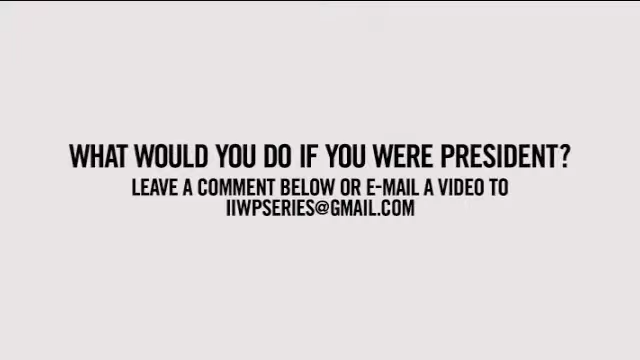 WHAT WOULD YOU DO IF YOU WERE PRESIDENT?
LEAVE A COMMENT BELOW OR E-MAIL A VIDEO TO
IIWPSERIES@GMAIL.COM